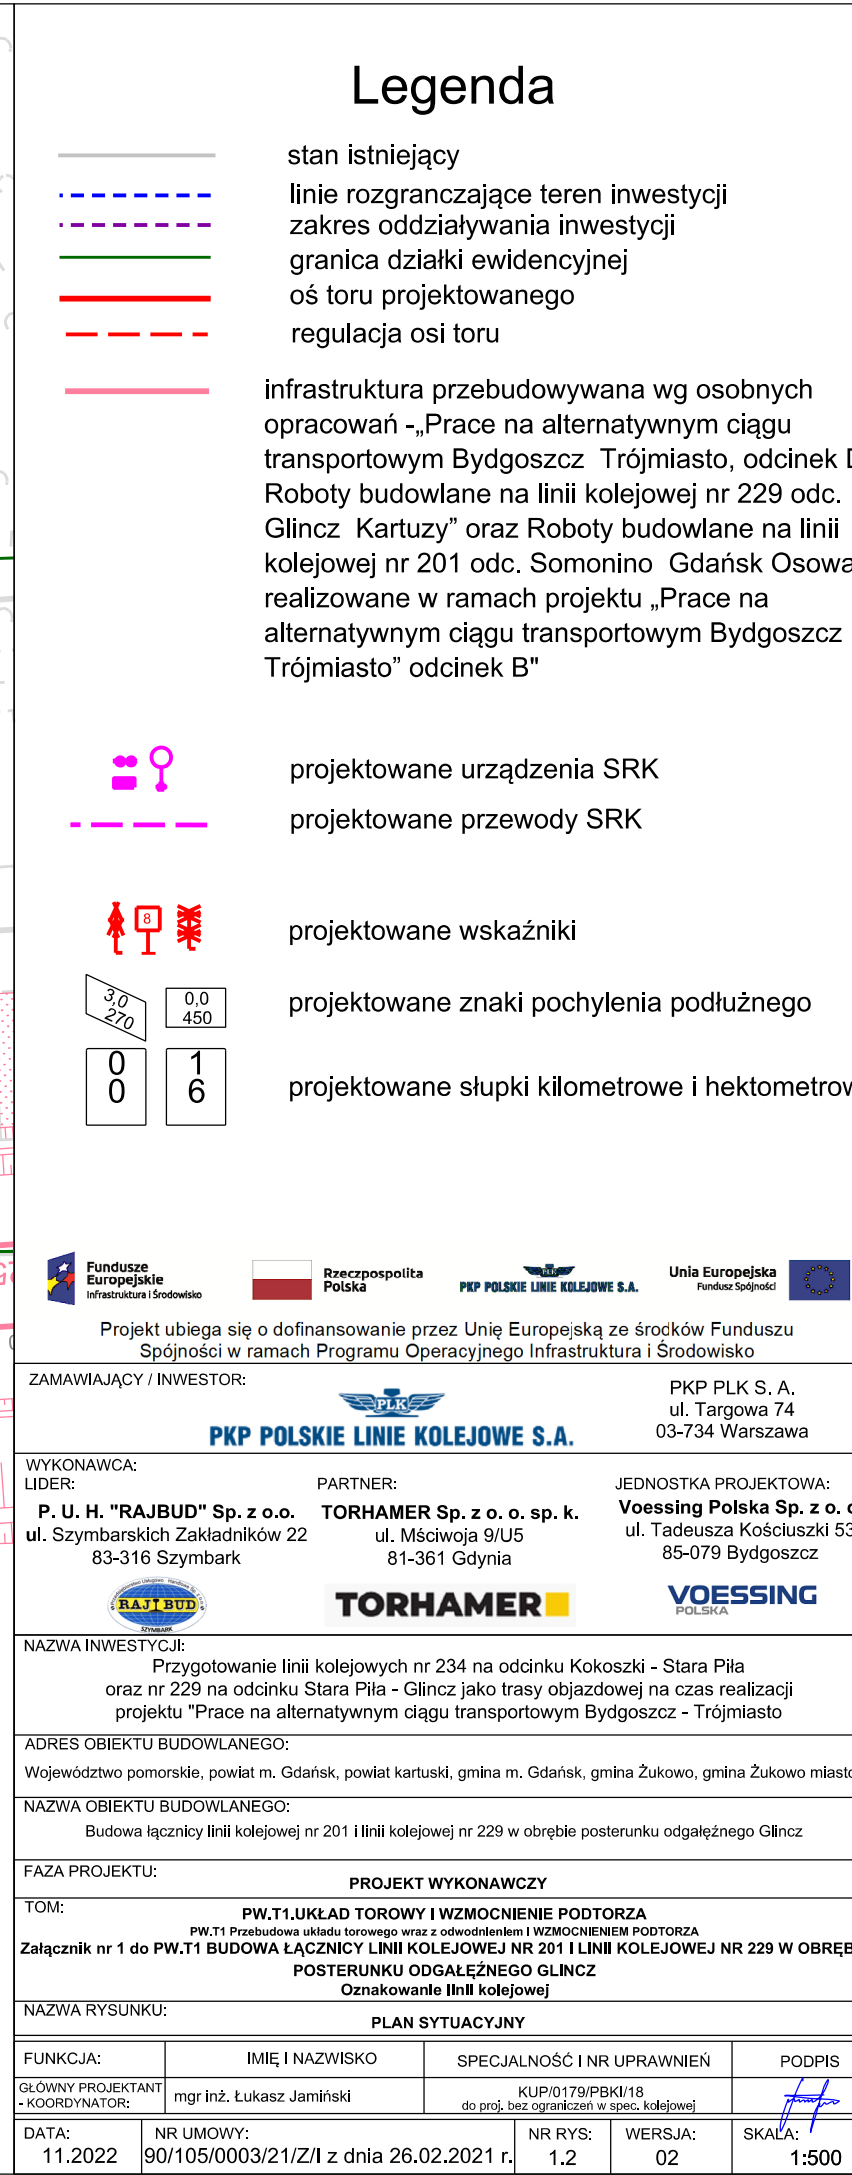 Legenda
stan istniejący
linie rozgranczające teren inwestycji
zakres oddziaływania inwestycji
granica działki ewidencyjnej
oś toru projektowanego
regulacja osi toru
infrastruktura przebudowywana wg osobnych
opracowań -„Prace na alternatywnym ciągu
transportowym Bydgoszcz Trójmiasto, odcinek
Roboty budowlane na linii kolejowej nr 229 odc.
Glincz Kartuzy” oraz Roboty budowlane na linii
kolejowej nr 201 odc. Somonino Gdańsk Osowa
realizowane w ramach projektu „Prace na
alternatywnym ciągu transportowym Bydgoszcz
Trójmiasto” odcinek B"
projektowane urządzenia SRK
projektowane przewody SRK
8
projektowane wskaźniki
3,0
270
0,0
450
projektowane znaki pochylenia podłużnego
0
0
1
6
projektowane słupki kilometrowe i hektometrow
Fundusze
Europejskie
Infrastruktura i Środowisko
Rzeczpospolita
Polska
PLK
PKP POLSKIE LINIE KOLEJOWE S.A.
Unia Europejska
Fundusz Spójności
Projekt ubiega się o dofinansowanie przez Unię Europejską ze środków Funduszu
Spójności w ramach Programu Operacyjnego Infrastruktura i Środowisko
ZAMAWIAJĄCY / INWESTOR:
PLK
PKP POLSKIE LINIE KOLEJOWE S.A.
PKP PLK S. A.
ul. Targowa 74
03-734 Warszawa
WYKONAWCA:
LIDER:
P. U. H. "RAJBUD" Sp. z o.o.
ul. Szymbarskich Zakładników 22
83-316 Szymbark
RAJBUD
SZYMBARK
PARTNER:
TORHAMER Sp. z o. o. sp. k.
ul. Mściwoja 9/U5
81-361 Gdynia
TORHAMER
JEDNOSTKA PROJEKTOWA:
Voessing Polska Sp. z o. o
ul. Tadeusza Kościuszki 53
85-079 Bydgoszcz
VOESSING
POLSKA
NAZWA INWESTYCJI:
Przygotowanie linii kolejowych nr 234 na odcinku Kokoszki - Stara Piła
oraz nr 229 na odcinku Stara Piła - Glincz jako trasy objazdowej na czas realizacji
projektu "Prace na alternatywnym ciągu transportowym Bydgoszcz - Trójmiasto
ADRES OBIEKTU BUDOWLANEGO:
Województwo pomorskie, powiat m. Gdańsk, powiat kartuski, gmina m. Gdańsk, gmina Żukowo, gmina Żukowo miasto
NAZWA OBIEKTU BUDOWLANEGO:
Budowa łącznicy linii kolejowej nr 201 i linii kolejowej nr 229 w obrębie posterunku odgałęźnego Glincz
FAZA PROJEKTU:
PROJEKT WYKONAWCZY
TOM:
PW.T1.UKŁAD TOROWY I WZMOCNIENIE PODTORZA
PW.T1 Przebudowa układu torowego wraz z odwodnieniem I WZMOCNIENIEM PODTORZA
Załącznik nr 1 do PW.T1 BUDOWA ŁĄCZNICY LINII KOLEJOWEJ NR 201 I LINII KOLEJOWEJ NR 229 W OBRĘB
POSTERUNKU ODGAŁĘŹNEGO GLINCZ
Oznakowanie linii kolejowej
NAZWA RYSUNKU:
PLAN SYTUACYJNY
FUNKCJA:
IMIĘ I NAZWISKO
SPECJALNOŚĆ I NR UPRAWNIEŃ
PODPIS
GŁÓWNY PROJEKTANT
- KOORDYNATOR:
mgr inż. Łukasz Jamiński
KUP/0179/PBKI/18
do proj. bez ograniczeń w spec. kolejowej
DATA:
11.2022
NR UMOWY:
90/105/0003/21/Z/I z dnia 26.02.2021 r.
NR RYS:
1.2
WERSJA:
02
SKALA:
1:500